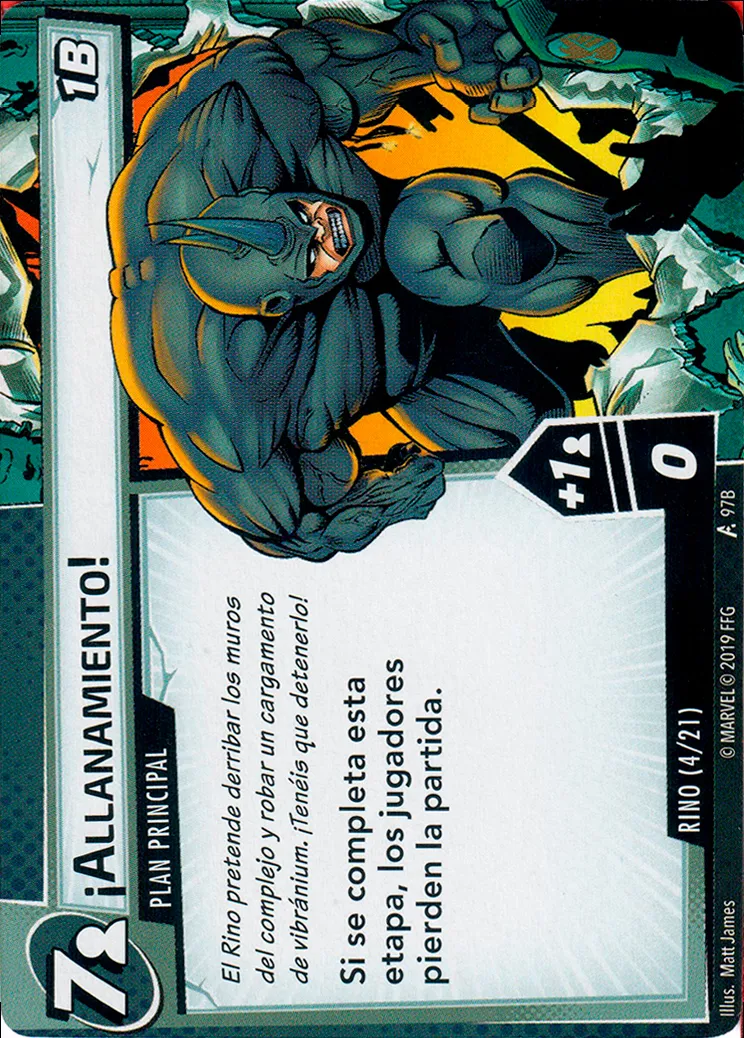 7
¡ALLANAMIENTO!
1B
PLAN PRINCIPAL
El Rino pretende derribar los muros
del complejo y robar un cargamento
de vibránium. ¡Tenéis que detenerlo!
Si se completa esta
etapa, los jugadores
pierden la partida.
+1
0
RINO (4/21)
Illus. Matt James
© MARVEL © 2019 FFG
97B